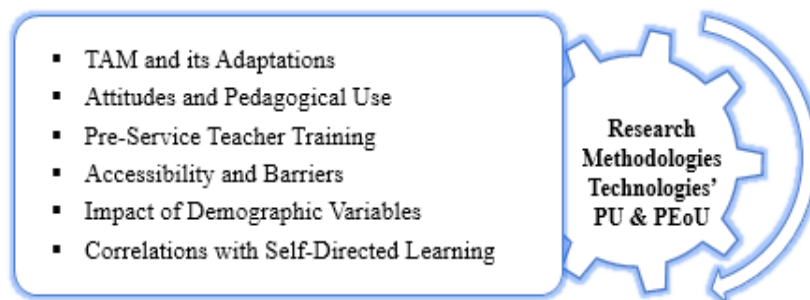 ▪ TAM and its Adaptations
▪ Attitudes and Pedagogical Use
▪ Pre-Service Teacher Training
▪ Accessibility and Barriers
▪ Impact of Demographic Variables
▪ Correlations with Self-Directed Learning
Research
Methodologies
Technologies’
PU & PEoU